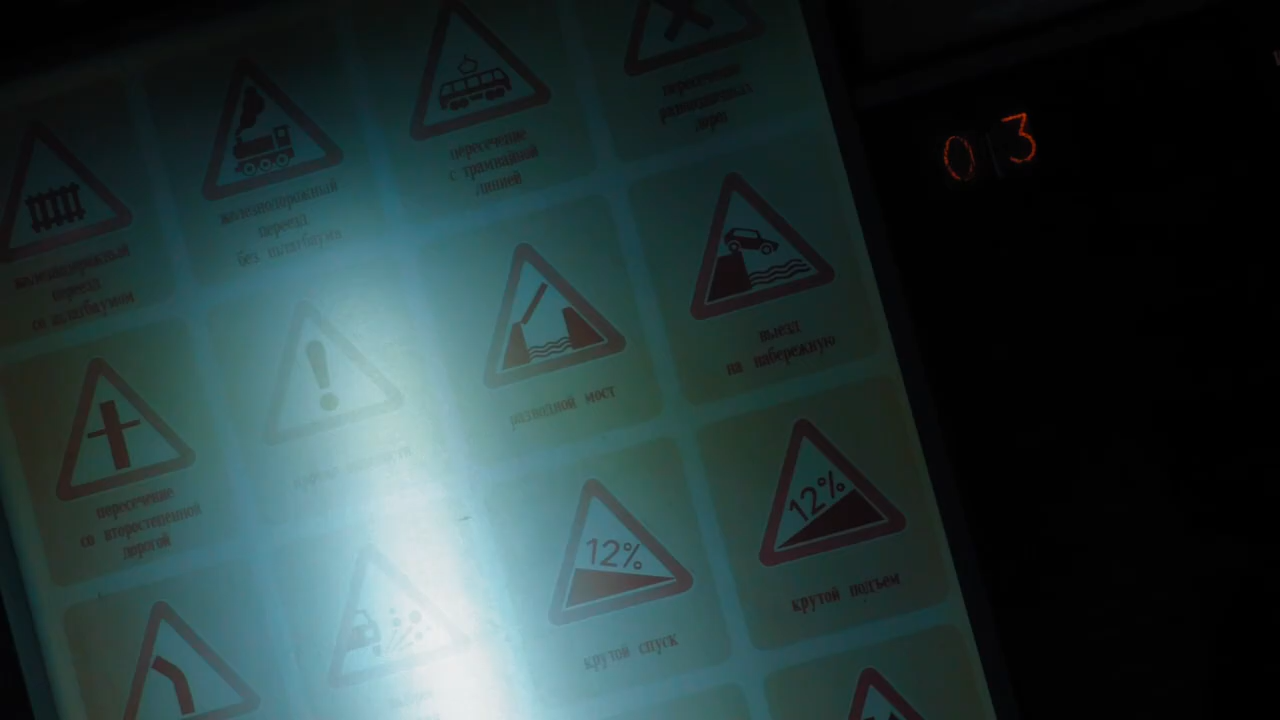 железнодорожный
переезд
со шлагбаумом
железнодорожный
переезд
без шлагбаума
пересечение
с трамвайной
линией
пересечение
равнозначных
дорог
пересечение
со второстепенной
дорогой
разводной мост
выезд
на набережную
12%
крутой спуск
12%
крутой подъем
03